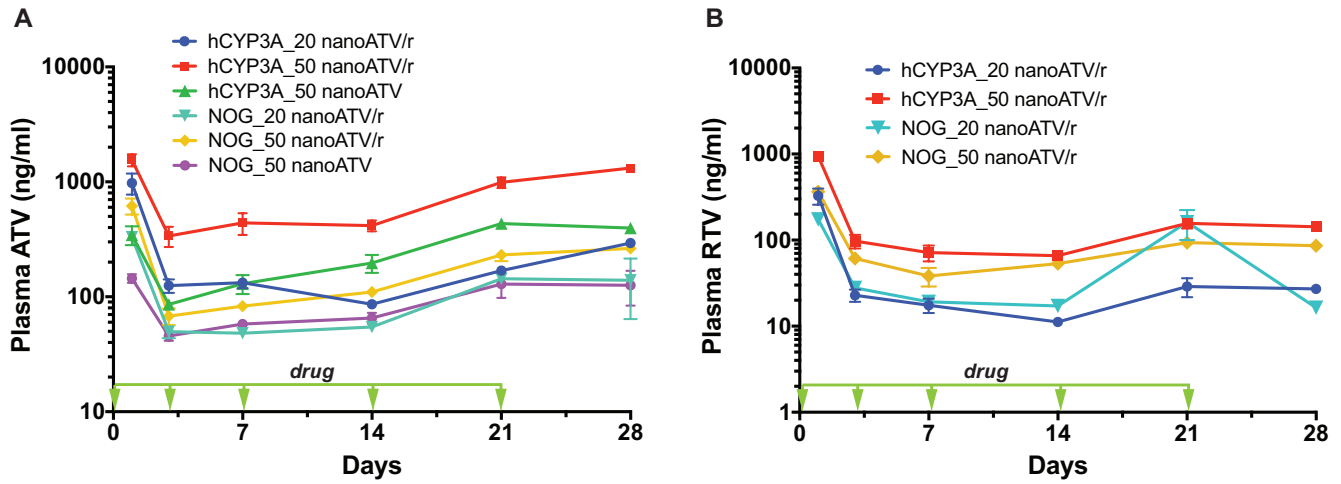 A
hCYP3A_20 nanoATV/r
hCYP3A_50 nanoATV/r
hCYP3A_50 nanoATV
NOG_20 nanoATV/r
NOG_50 nanoATV/r
NOG_50 nanoATV
Plasma ATV (ng/ml)
10000
1000
100
10
drug
0 7 14 21 28
Days
B
hCYP3A_20 nanoATV/r
hCYP3A_50 nanoATV/r
NOG_20 nanoATV/r
NOG_50 nanoATV/r
Plasma RTV (ng/ml)
10000
1000
100
10
1
drug
0 7 14 21 28
Days